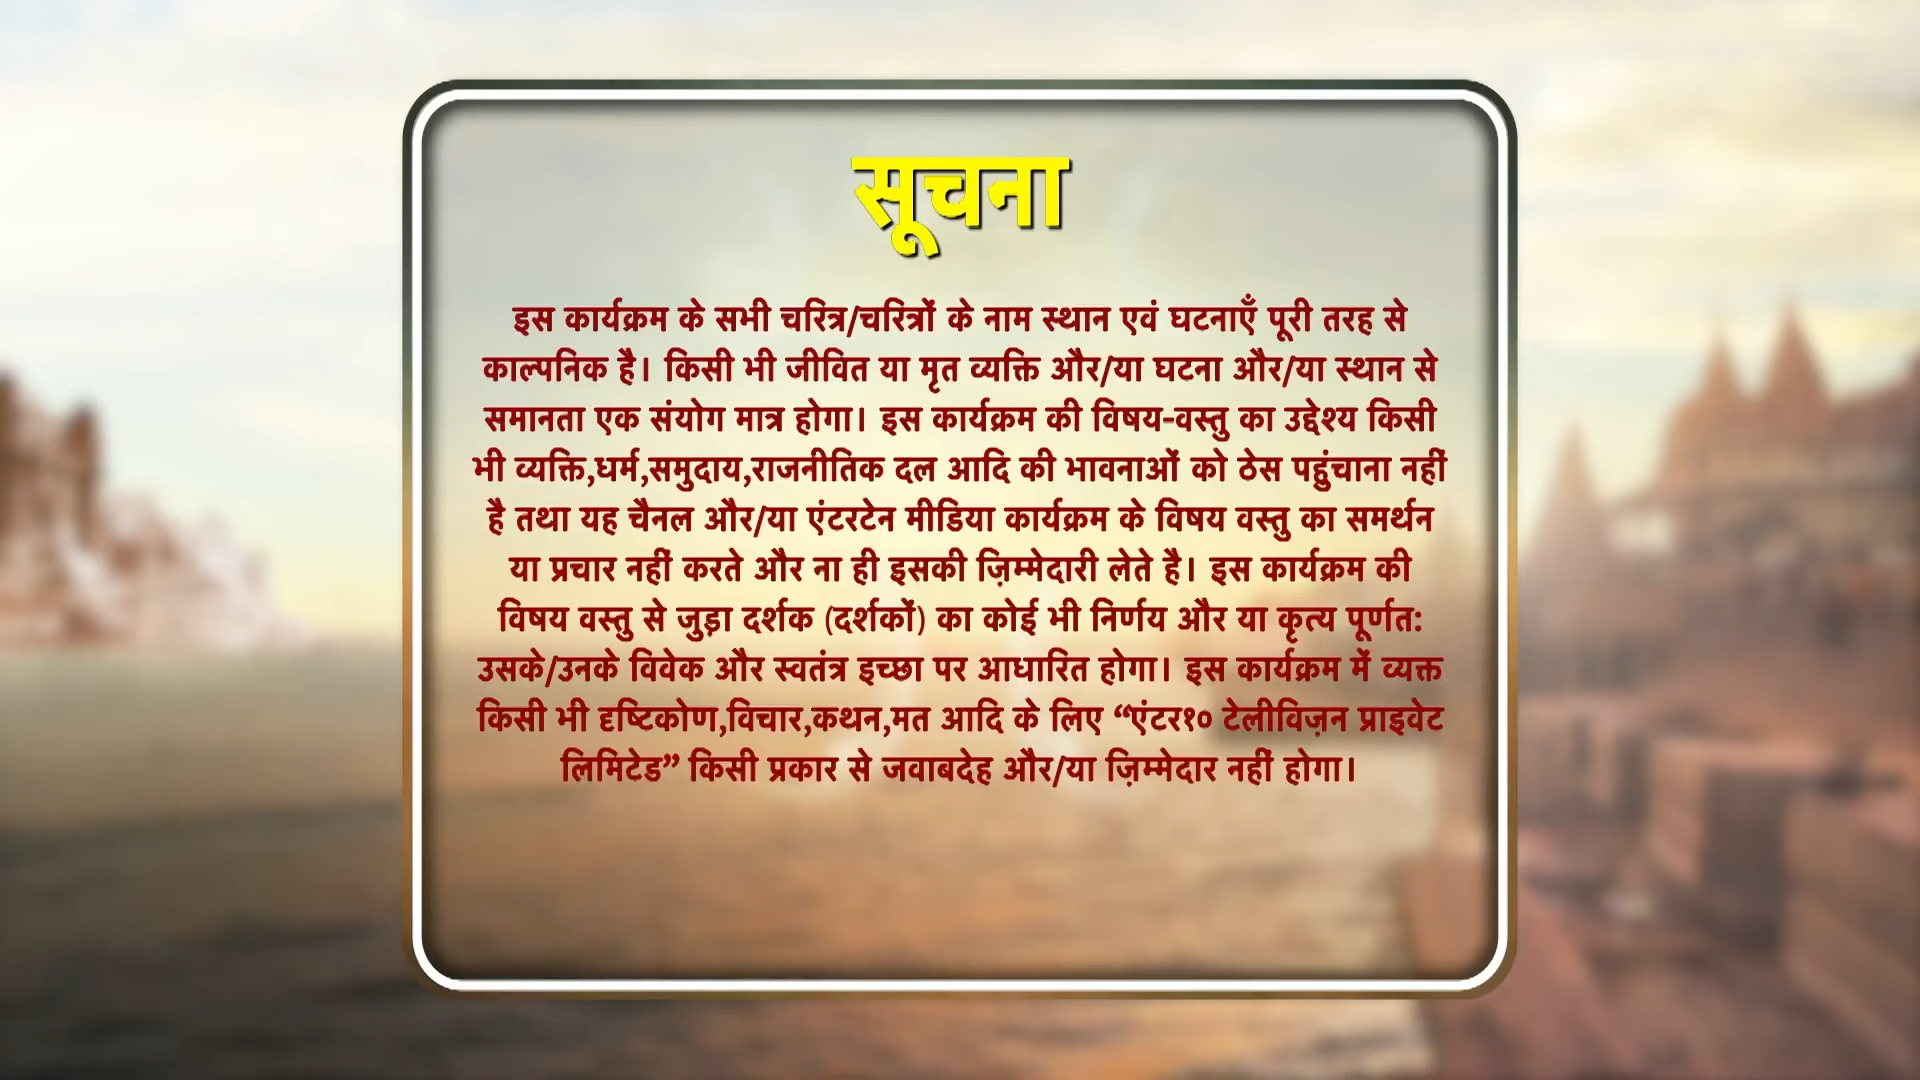 सूचना
इस कार्यक्रम के सभी चरित्र/चरित्रों के नाम स्थान एवं घटनाएँ पूरी तरह से
काल्पनिक है। किसी भी जीवित या मृत व्यक्ति और/या घटना और/या स्थान से
समानता एक संयोग मात्र होगा। इस कार्यक्रम की विषय-वस्तु का उद्देश्य किसी
भी व्यक्ति,धर्म,समुदाय,राजनीतिक दल आदि की भावनाओं को ठेस पहुंचाना नहीं
है तथा यह चैनल और/या एंटरटेन मीडिया कार्यक्रम के विषय वस्तु का समर्थन
या प्रचार नहीं करते और ना ही इसकी ज़िम्मेदारी लेते है। इस कार्यक्रम की
विषय वस्तु से जुड़ा दर्शक (दर्शकों) का कोई भी निर्णय और या कृत्य पूर्णत:
उसके/उनके विवेक और स्वतंत्र इच्छा पर आधारित होगा। इस कार्यक्रम में व्यक्त
किसी भी दृष्टिकोण,विचार,कथन,मत आदि के लिए “एंटर१० टेलीविज़न प्राइवेट
लिमिटेड” किसी प्रकार से जवाबदेह और/या ज़िम्मेदार नहीं होगा।